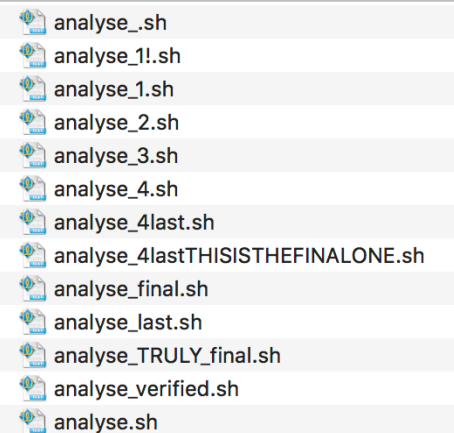 analyse_.sh
analyse_1!.sh
analyse_1.sh
analyse_2.sh
analyse_3.sh
analyse_4.sh
analyse_4last.sh
analyse_4lastTHISISTHEFINALONE.sh
analyse_final.sh
analyse_last.sh
analyse_TRULY_final.sh
analyse_verified.sh
analyse.sh